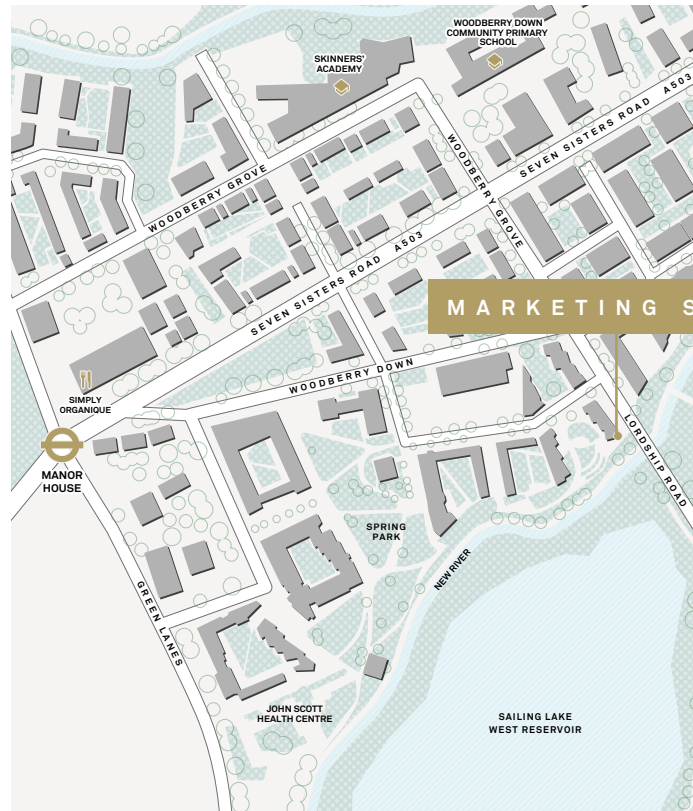 WOODBERRY DOWN
COMMUNITY PRIMARY
SCHOOL
SKINNERS'
ACADEMY
SEVEN SISTERS ROAD A503
WOODBERRY GROVE
WOODBERRY GROVE
SEVEN SISTERS ROAD A503
MARKETING S
WOODBERRY DOWN
SIMPLY
ORGANIQUE
LORDSHIP ROAD
MANOR
HOUSE
SPRING
PARK
NEW RIVER
GREEN LANES
JOHN SCOTT
HEALTH CENTRE
SAILING LAKE
WEST RESERVOIR